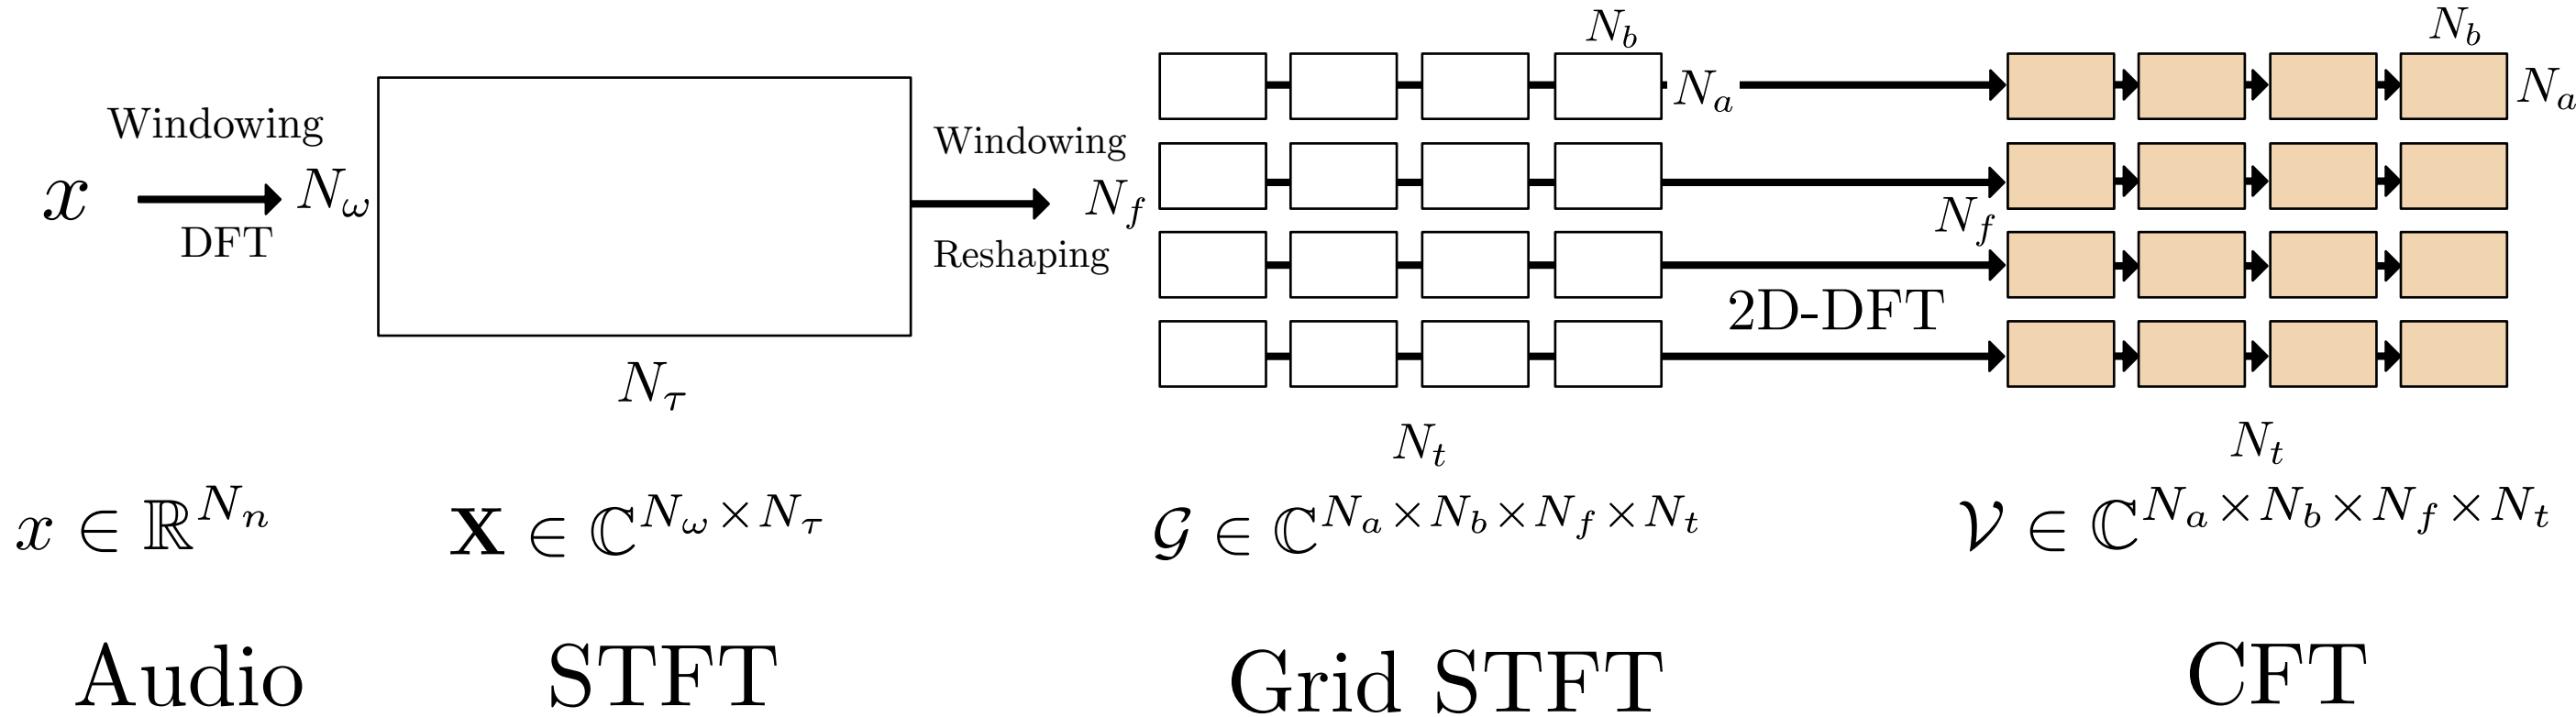 Windowing
x
DFT
N_ω
N_τ
Windowing
Reshaping
N_f
N_b
N_a
N_t
2D-DFT
N_f
N_b
N_a
N_t
x ∈ ℝ^{N_n}
𝐗 ∈ ℂ^{N_ω × N_τ}
𝒢 ∈ ℂ^{N_a × N_b × N_f × N_t}
𝒱 ∈ ℂ^{N_a × N_b × N_f × N_t}
Audio
STFT
Grid STFT
CFT